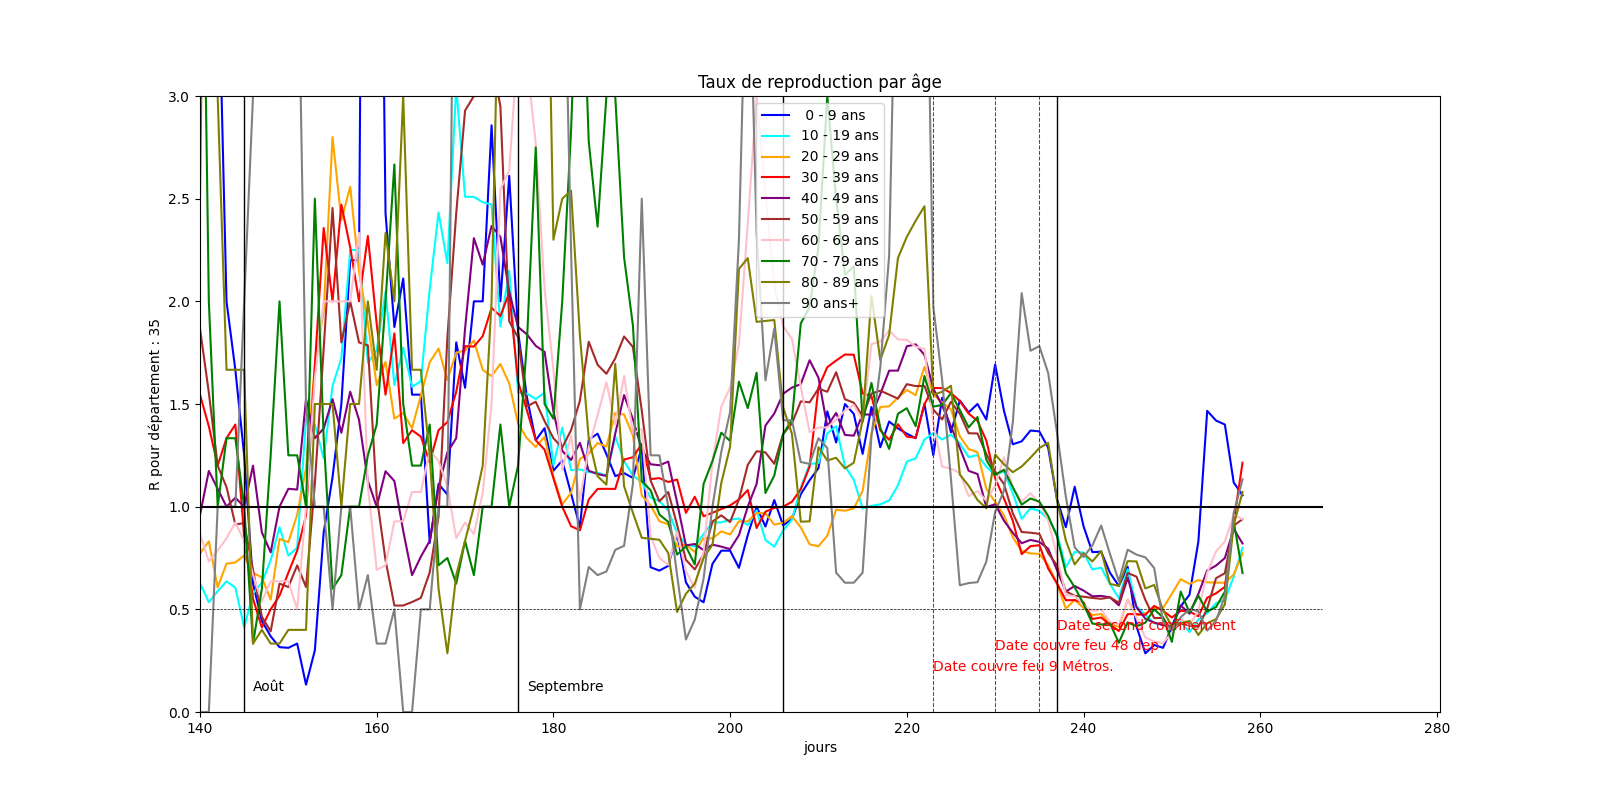 Taux de reproduction par âge
3.0
2.5
2.0
1.5
1.0
0.5
0.0
R pour département : 35
0 - 9 ans
10 - 19 ans
20 - 29 ans
30 - 39 ans
40 - 49 ans
50 - 59 ans
60 - 69 ans
70 - 79 ans
80 - 89 ans
90 ans+
Date second confinement
Date couvre feu 48 dep
Date couvre feu 9 Métros.
Août
Septembre
140 160 180 200 220 240 260 280
jours